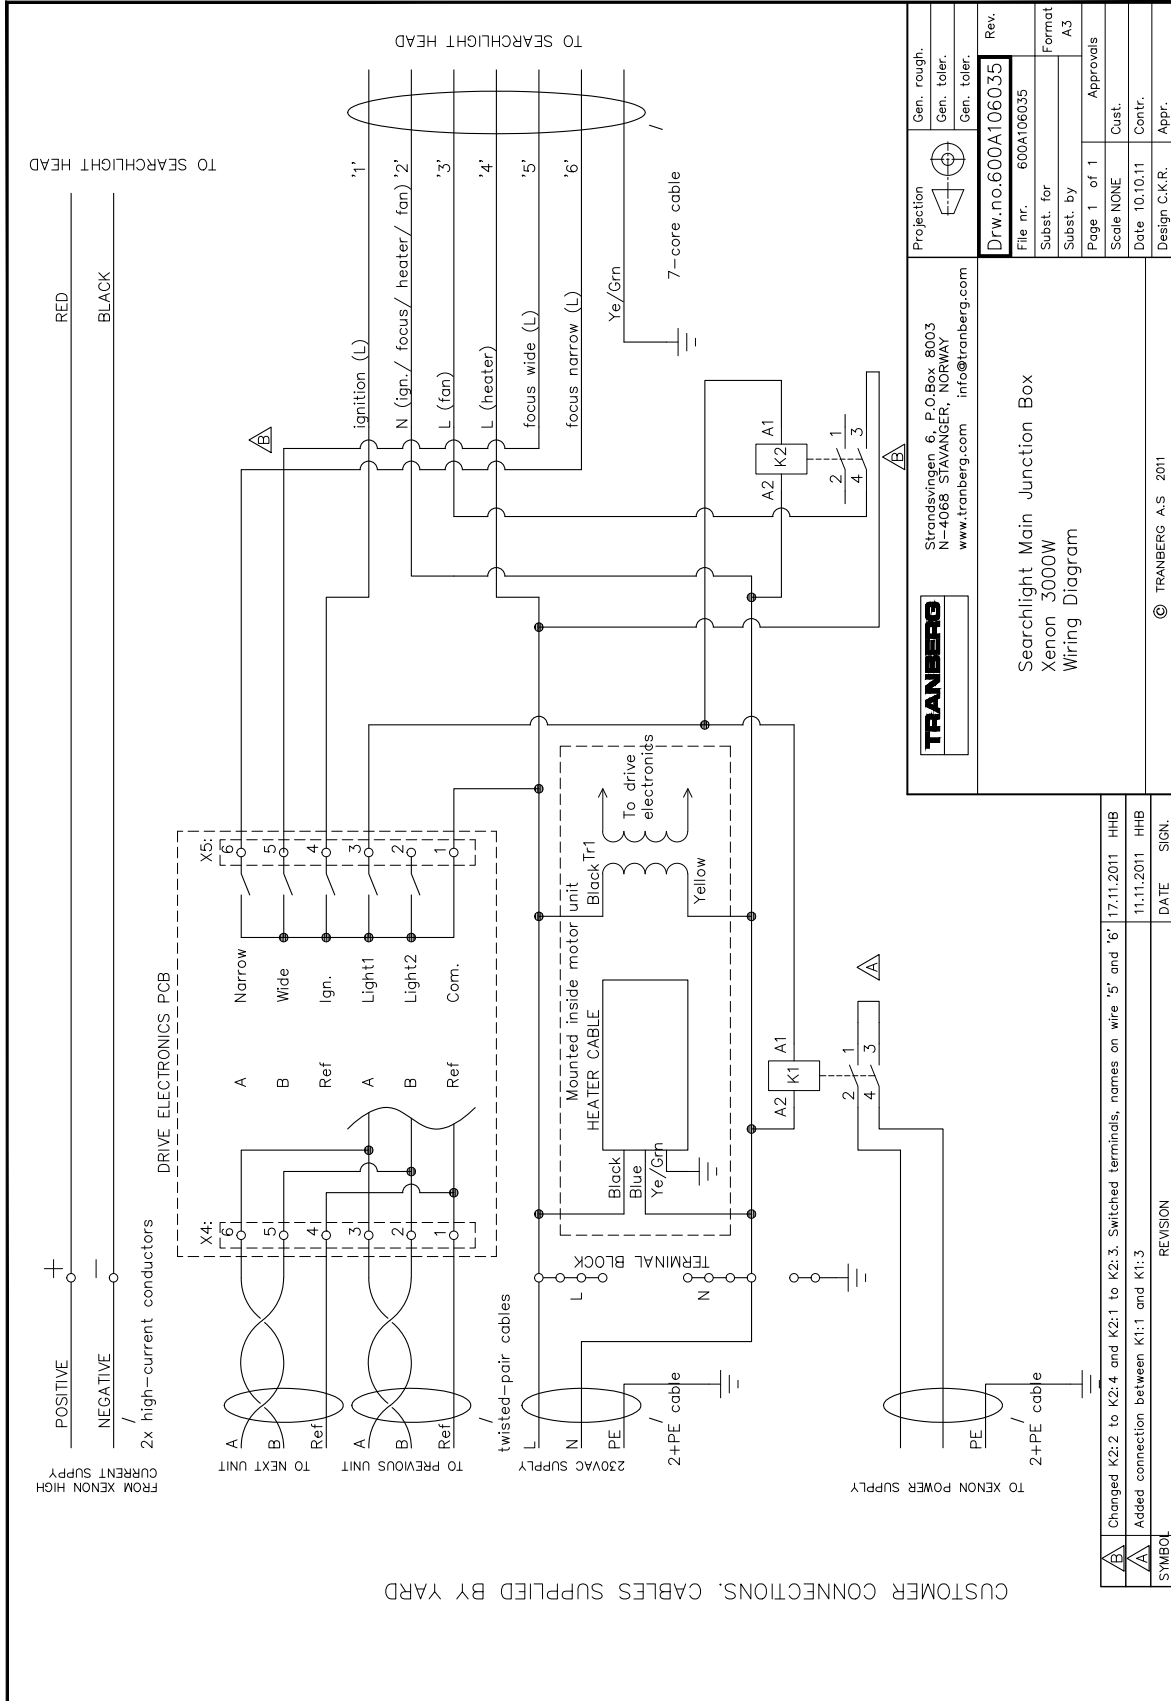 FROM XENON HIGH
CURRENT SUPPY
POSITIVE
NEGATIVE
+
–
2x high-current conductors
RED
BLACK
TO SEARCHLIGHT HEAD
DRIVE ELECTRONICS PCB
TO NEXT UNIT
A
B
Ref
TO PREVIOUS UNIT
A
B
Ref
twisted-pair cables
X4:
6
5
4
3
2
1
A
B
Ref
A
B
Ref
Narrow
Wide
Ign.
Light1
Light2
Com.
X5:
6
5
4
3
2
1
B
ignition (L)
N (ign./ focus/ heater/ fan)
L (fan)
L (heater)
focus wide (L)
focus narrow (L)
Ye/Grn
'1'
'2'
'3'
'4'
'5'
'6'
7-core cable
TO SEARCHLIGHT HEAD
230VAC SUPPLY
L
N
PE
2+PE cable
TERMINAL BLOCK
L
N
Mounted inside motor unit
HEATER CABLE
Black
Blue
Ye/Grn
Black
Tr1
Yellow
To drive
electronics
A2
K1
A1
2
1
4
3
A
A2
K2
A1
2
1
4
3
B
TO XENON POWER SUPPLY
PE
2+PE cable
CUSTOMER CONNECTIONS. CABLES SUPPLIED BY YARD
B
Changed K2:2 to K2:4 and K2:1 to K2:3. Switched terminals, names on wire '5' and '6'
17.11.2011
HHB
A
Added connection between K1:1 and K1:3
11.11.2011
HHB
SYMBOL
REVISION
DATE
SIGN.
TRANBERG
Strandsvingen 6, P.O.Box 8003
N-4068 STAVANGER, NORWAY
www.tranberg.com info@tranberg.com
Searchlight Main Junction Box
Xenon 3000W
Wiring Diagram
© TRANBERG A.S 2011
Projection
Gen. rough.
Gen. toler.
Gen. toler.
Drw.no.600A106035
Rev.
File nr. 600A106035
Subst. for
Subst. by
Format
A3
Page 1 of 1
Approvals
Scale NONE
Cust.
Date 10.10.11
Contr.
Design C.K.R.
Appr.